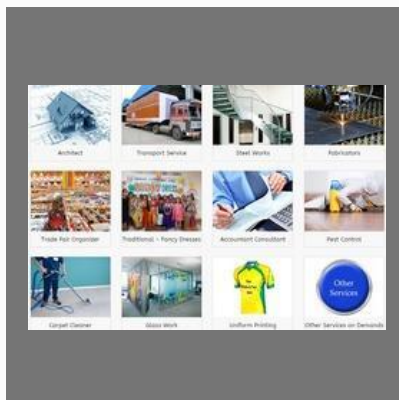 Architect
Transport Service
Steel Works
Fabricators
Trade Fair Organizer
Traditional - Fancy Dresses
Accountant Consultant
Pest Control
Carpet Cleaner
Glass Work
Uniform Printing
Other
Services
Other Services on Demands